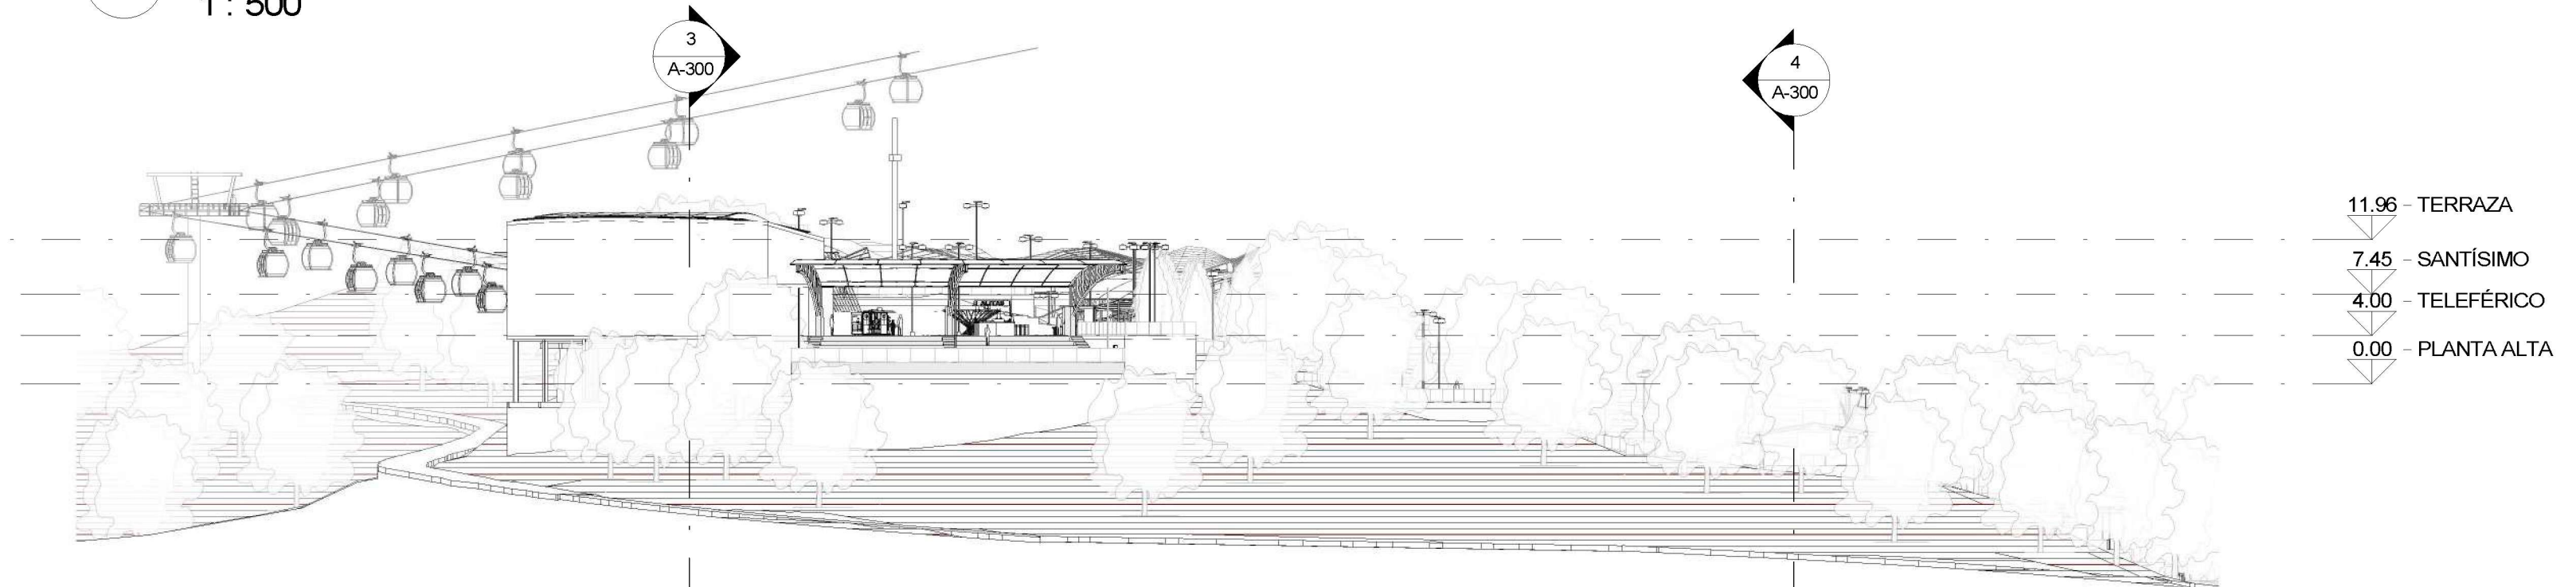 1 : 500
3
A-300
4
A-300
11.96 - TERRAZA
7.45 - SANTÍSIMO
4.00 - TELEFÉRICO
0.00 - PLANTA ALTA